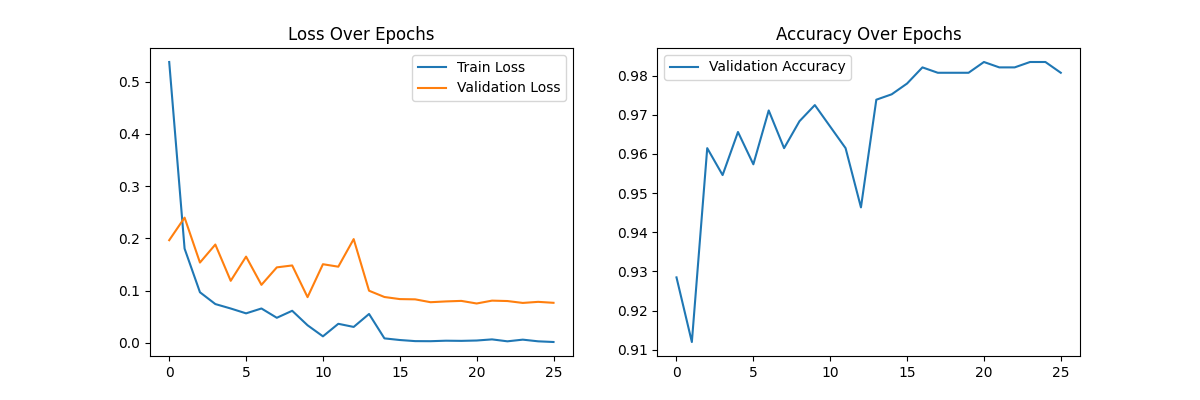 Loss Over Epochs
Train Loss
Validation Loss
0.5
0.4
0.3
0.2
0.1
0.0
0 5 10 15 20 25
Accuracy Over Epochs
Validation Accuracy
0.98
0.97
0.96
0.95
0.94
0.93
0.92
0.91
0 5 10 15 20 25